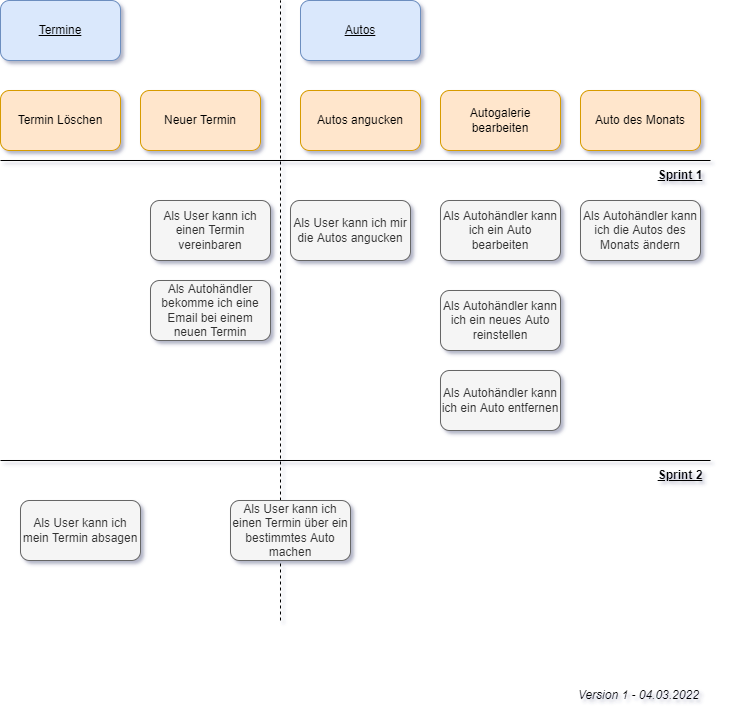 Termine
Autos
Termin Löschen
Neuer Termin
Autos angucken
Autogalerie
bearbeiten
Auto des Monats
Sprint 1
Als User kann ich
einen Termin
vereinbaren
Als User kann ich mir
die Autos angucken
Als Autohändler kann
ich ein Auto
bearbeiten
Als Autohändler kann
ich die Autos des
Monats ändern
Als Autohändler
bekomme ich eine
Email bei einem
neuen Termin
Als Autohändler kann
ich ein neues Auto
reinstellen
Als Autohändler kann
ich ein Auto entfernen
Sprint 2
Als User kann ich
mein Termin absagen
Als User kann ich
einen Termin über ein
bestimmtes Auto
machen
Version 1 - 04.03.2022